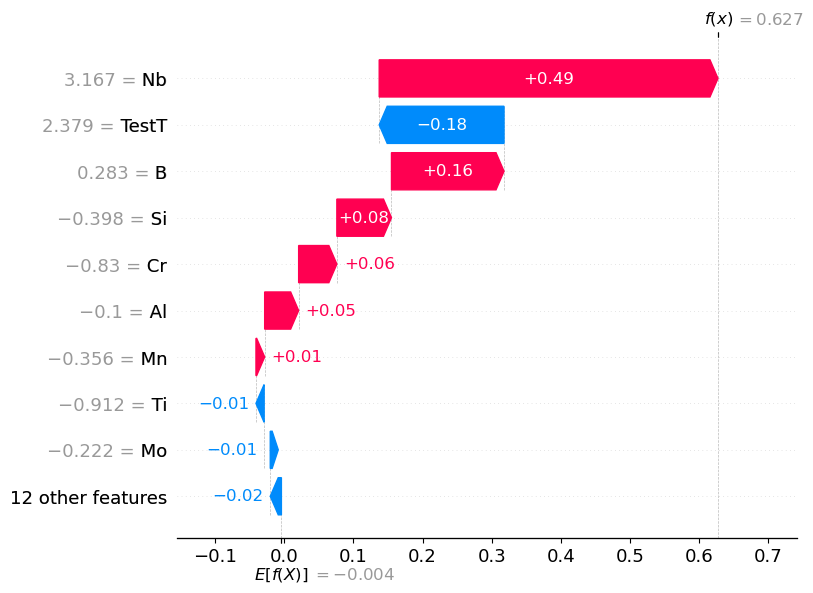 f(x) = 0.627
3.167 = Nb
+0.49
2.379 = TestT
−0.18
0.283 = B
+0.16
−0.398 = Si
+0.08
−0.83 = Cr
+0.06
−0.1 = Al
+0.05
−0.356 = Mn
+0.01
−0.912 = Ti
−0.01
−0.222 = Mo
−0.01
12 other features
−0.02
−0.1 0.0 0.1 0.2 0.3 0.4 0.5 0.6 0.7
E[f(X)] = −0.004